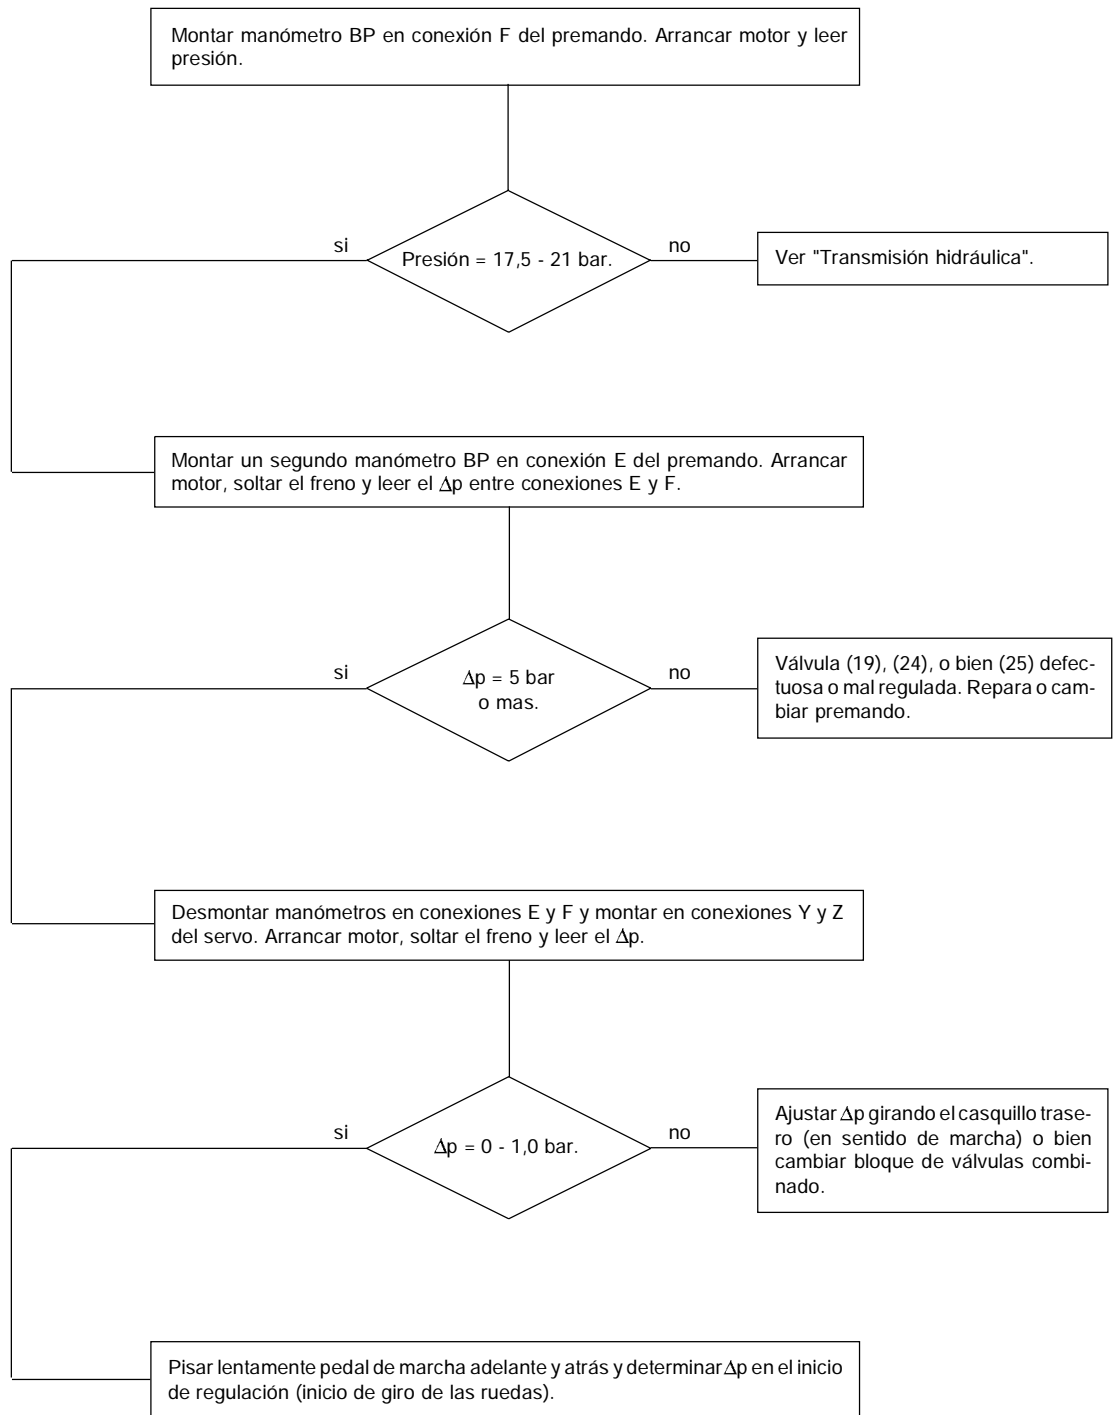 Montar manómetro BP en conexión F del premando. Arrancar motor y leer
presión.
si
Presión = 17,5 - 21 bar.
no
Ver "Transmisión hidráulica".
Montar un segundo manómetro BP en conexión E del premando. Arrancar
motor, soltar el freno y leer el Δp entre conexiones E y F.
si
Δp = 5 bar
o mas.
no
Válvula (19), (24), o bien (25) defec-
tuosa o mal regulada. Repara o cam-
biar premando.
Desmontar manómetros en conexiones E y F y montar en conexiones Y y Z
del servo. Arrancar motor, soltar el freno y leer el Δp.
si
Δp = 0 - 1,0 bar.
no
Ajustar Δp girando el casquillo trase-
ro (en sentido de marcha) o bien
cambiar bloque de válvulas combi-
nado.
Pisar lentamente pedal de marcha adelante y atrás y determinar Δp en el inicio
de regulación (inicio de giro de las ruedas).